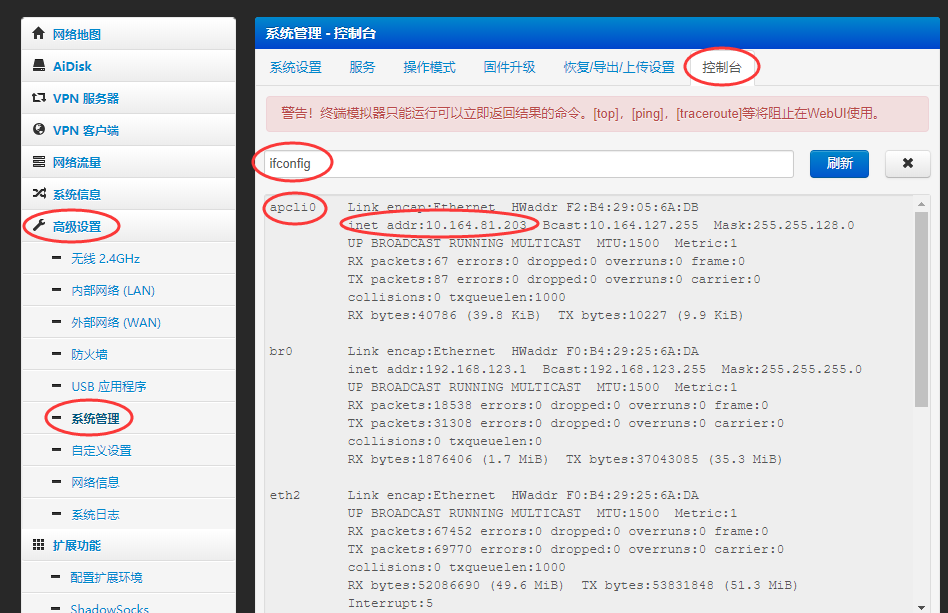 网络地图
AiDisk
VPN 服务器
VPN 客户端
网络流量
系统信息
高级设置
无线 2.4GHz
内部网络 (LAN)
外部网络 (WAN)
防火墙
USB 应用程序
系统管理
自定义设置
网络信息
系统日志
扩展功能
配置扩展环境
ShadowSocks
系统管理 - 控制台
系统设置 服务 操作模式 固件升级 恢复/导出/上传设置 控制台
警告！终端模拟器只能运行可以立即返回结果的命令。[top]，[ping]，[traceroute]等将阻止在WebUI使用。
ifconfig 刷新 ✖
apcli0 Link encap:Ethernet HWaddr F2:B4:29:05:6A:DB
inet addr:10.164.81.203 Bcast:10.164.127.255 Mask:255.255.128.0
UP BROADCAST RUNNING MULTICAST MTU:1500 Metric:1
RX packets:67 errors:0 dropped:0 overruns:0 frame:0
TX packets:87 errors:0 dropped:0 overruns:0 carrier:0
collisions:0 txqueuelen:1000
RX bytes:40786 (39.8 KiB) TX bytes:10227 (9.9 KiB)
br0 Link encap:Ethernet HWaddr F0:B4:29:25:6A:DA
inet addr:192.168.123.1 Bcast:192.168.123.255 Mask:255.255.255.0
UP BROADCAST RUNNING MULTICAST MTU:1500 Metric:1
RX packets:18538 errors:0 dropped:0 overruns:0 frame:0
TX packets:31308 errors:0 dropped:0 overruns:0 carrier:0
collisions:0 txqueuelen:0
RX bytes:1876406 (1.7 MiB) TX bytes:37043085 (35.3 MiB)
eth2 Link encap:Ethernet HWaddr F0:B4:29:25:6A:DA
UP BROADCAST RUNNING MULTICAST MTU:1500 Metric:1
RX packets:67452 errors:0 dropped:0 overruns:0 frame:0
TX packets:69770 errors:0 dropped:0 overruns:0 carrier:0
collisions:0 txqueuelen:1000
RX bytes:52086690 (49.6 MiB) TX bytes:53831848 (51.3 MiB)
Interrupt:5